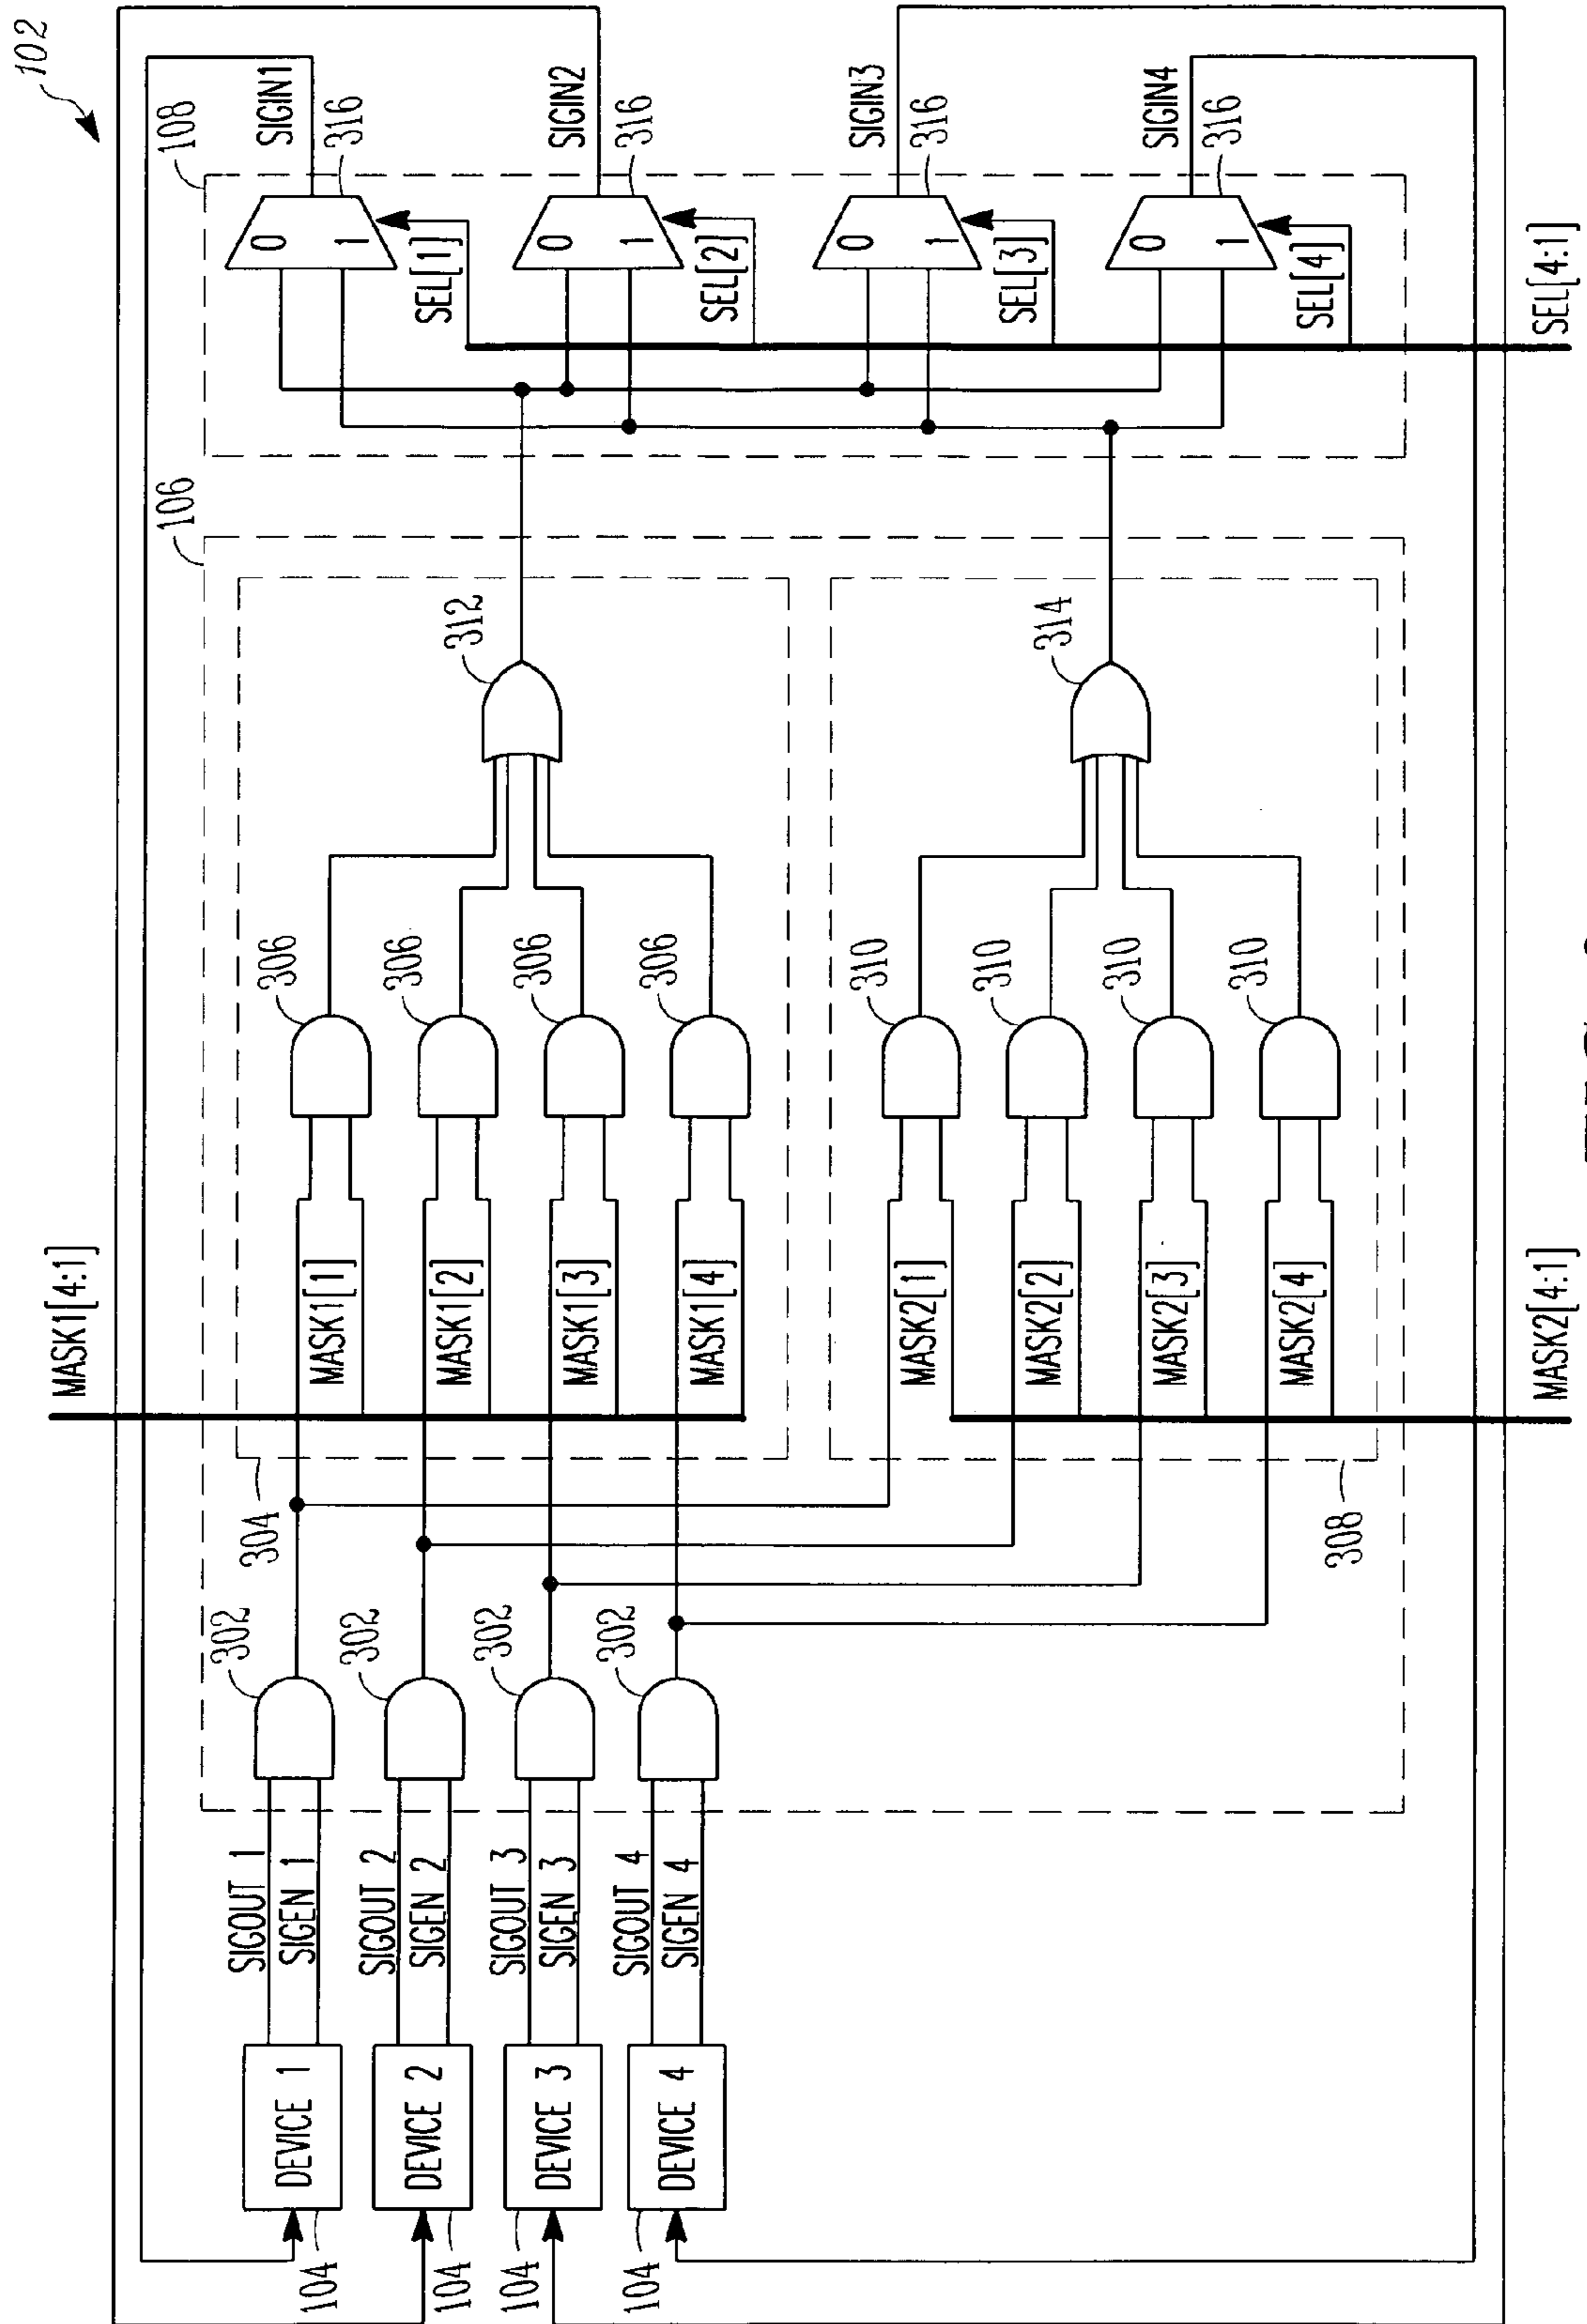 102
108
SIGIN1
316
SIGIN2
316
SIGIN3
316
SIGIN4
316
0
1
0
1
0
1
0
1
SEL[1]
SEL[2]
SEL[3]
SEL[4]
SEL[4:1]
106
312
314
306
306
306
306
310
310
310
310
MASK1[4:1]
MASK1[1]
MASK1[2]
MASK1[3]
MASK1[4]
MASK2[1]
MASK2[2]
MASK2[3]
MASK2[4]
MASK2[4:1]
304
308
302
302
302
302
SIGOUT 1
SIGEN 1
SIGOUT 2
SIGEN 2
SIGOUT 3
SIGEN 3
SIGOUT 4
SIGEN 4
DEVICE 1
DEVICE 2
DEVICE 3
DEVICE 4
104
104
104
104